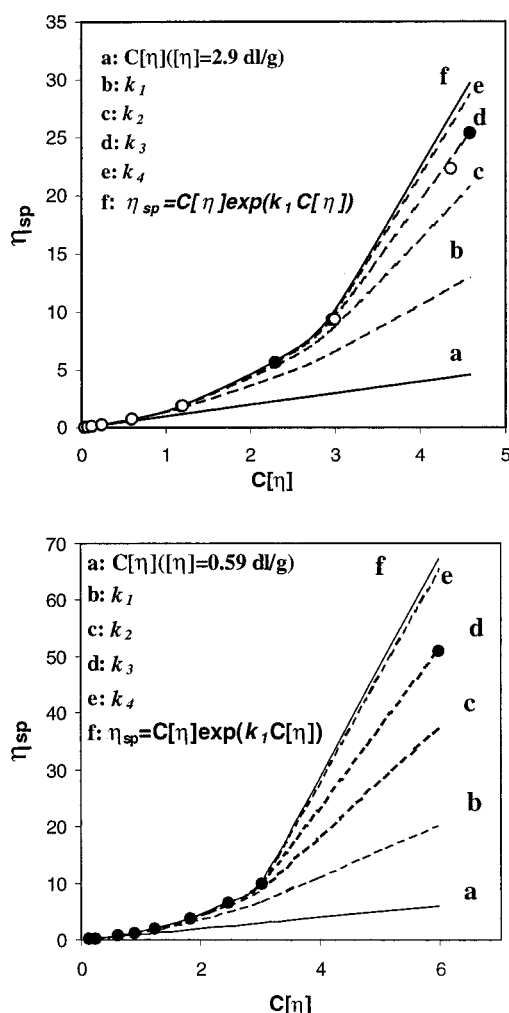 35
30
25
20
15
10
5
0
ηsp
a: C[η]([η]=2.9 dl/g)
b: k1
c: k2
d: k3
e: k4
f: ηsp=C[η]exp(k1C[η])
f
e
d
c
b
a
0 1 2 3 4 5
C[η]
70
60
50
40
30
20
10
0
ηsp
a: C[η]([η]=0.59 dl/g)
b: k1
c: k2
d: k3
e: k4
f: ηsp=C[η]exp(k1C[η])
f
e
d
c
b
a
0 2 4 6
C[η]